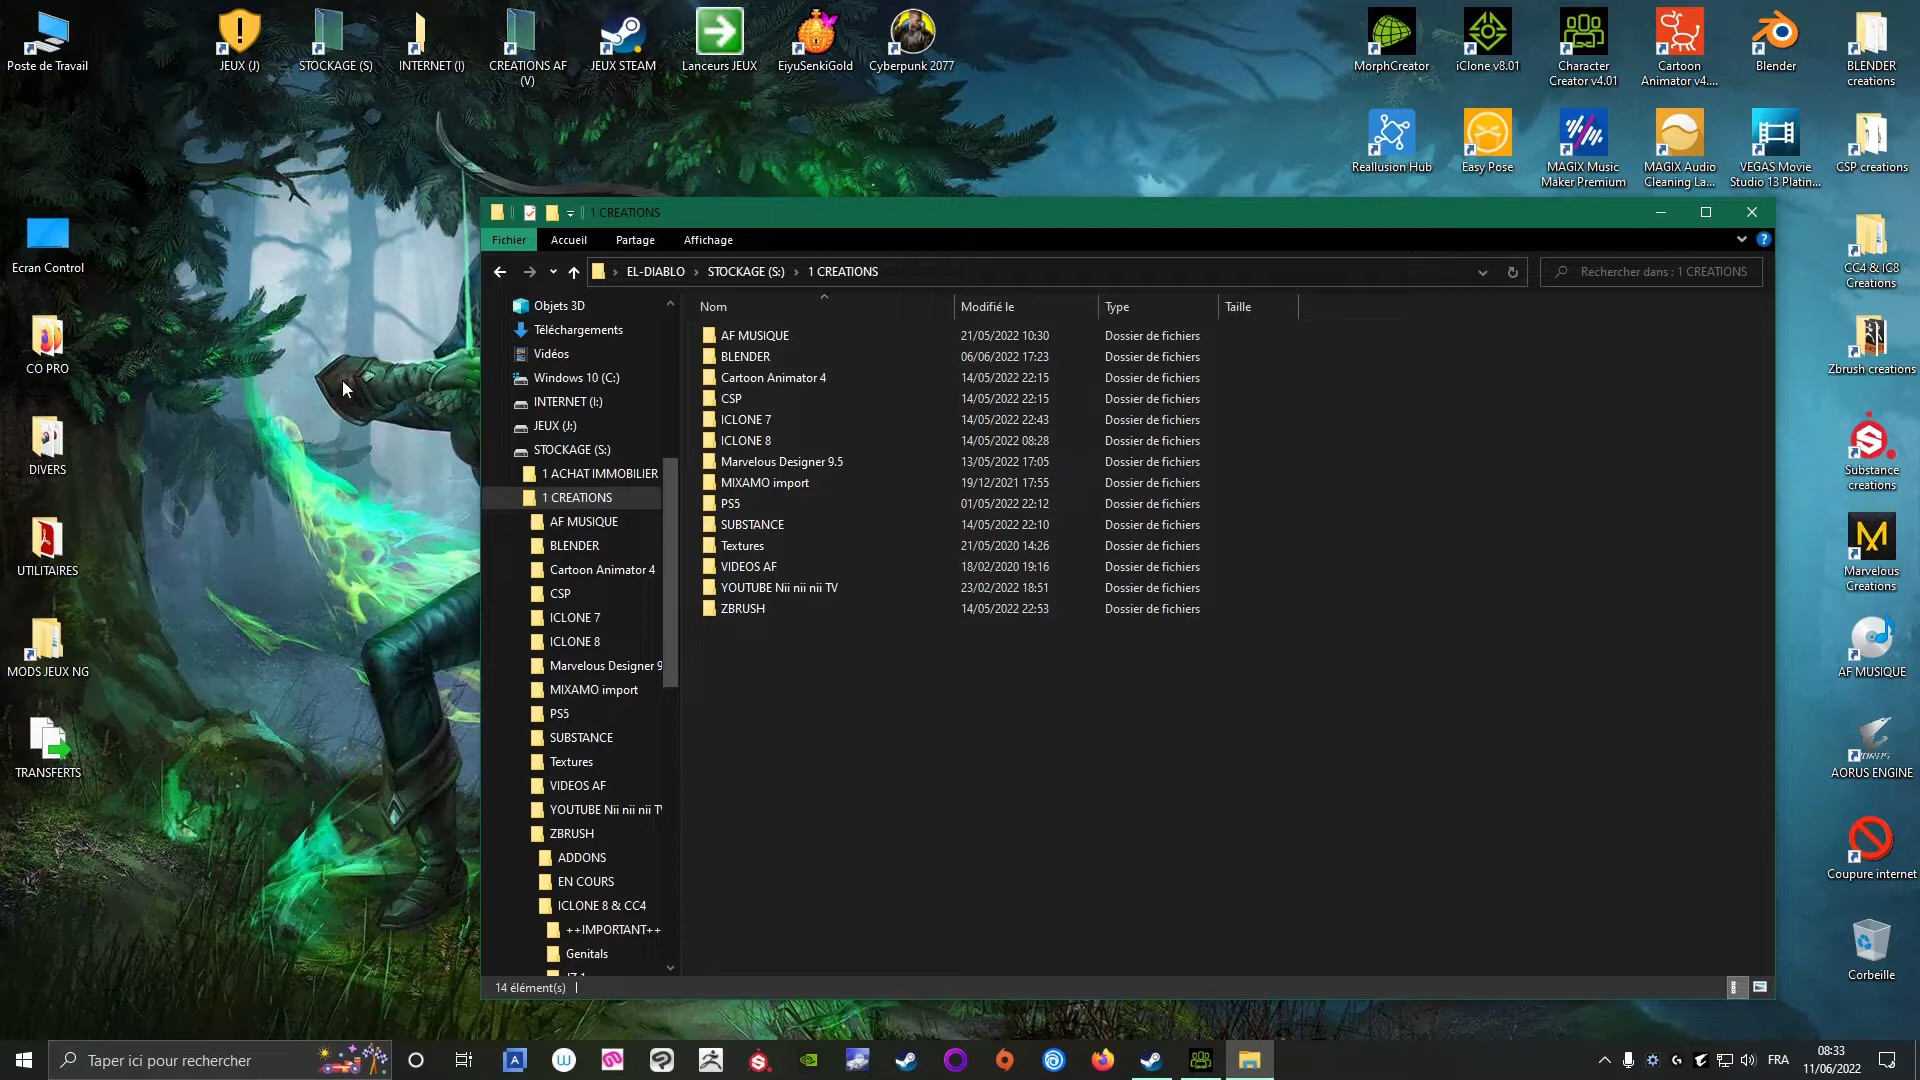 Poste de Travail
JEUX (J)
STOCKAGE (S)
INTERNET (I)
CREATIONS AF
(V)
JEUX STEAM
Lanceurs JEUX
EiyuSenkiGold
Cyberpunk 2077
MorphCreator
iClone v8.01
Character
Creator v4.01
Cartoon
Animator v4....
Blender
BLENDER
creations
Reallusion Hub
Easy Pose
MAGIX Music
Maker Premium
MAGIX Audio
Cleaning La...
VEGAS Movie
Studio 13 Platin...
CSP creations
Ecran Control
CO PRO
DIVERS
UTILITAIRES
MODS JEUX NG
TRANSFERTS
1 CREATIONS
Fichier
Accueil
Partage
Affichage
EL-DIABLO
STOCKAGE (S:)
1 CREATIONS
Rechercher dans : 1 CREATIONS
Objets 3D
Téléchargements
Vidéos
Windows 10 (C:)
INTERNET (I:)
JEUX (J:)
STOCKAGE (S:)
1 ACHAT IMMOBILIER
1 CREATIONS
AF MUSIQUE
BLENDER
Cartoon Animator 4
CSP
ICLONE 7
ICLONE 8
Marvelous Designer 9
MIXAMO import
PS5
SUBSTANCE
Textures
VIDEOS AF
YOUTUBE Nii nii nii TV
ZBRUSH
ADDONS
EN COURS
ICLONE 8 & CC4
++IMPORTANT++
Genitals
Nom Modifié le Type Taille
AF MUSIQUE 21/05/2022 10:30 Dossier de fichiers
BLENDER 06/06/2022 17:23 Dossier de fichiers
Cartoon Animator 4 14/05/2022 22:15 Dossier de fichiers
CSP 14/05/2022 22:15 Dossier de fichiers
ICLONE 7 14/05/2022 22:43 Dossier de fichiers
ICLONE 8 14/05/2022 08:28 Dossier de fichiers
Marvelous Designer 9.5 13/05/2022 17:05 Dossier de fichiers
MIXAMO import 19/12/2021 17:55 Dossier de fichiers
PS5 01/05/2022 22:12 Dossier de fichiers
SUBSTANCE 14/05/2022 22:10 Dossier de fichiers
Textures 21/05/2020 14:26 Dossier de fichiers
VIDEOS AF 18/02/2020 19:16 Dossier de fichiers
YOUTUBE Nii nii nii TV 23/02/2022 18:51 Dossier de fichiers
ZBRUSH 14/05/2022 22:53 Dossier de fichiers
14 élément(s)
CC4 & IC8
Creations
Zbrush creations
Substance
creations
Marvelous
Creations
AF MUSIQUE
AORUS ENGINE
Coupure internet
Corbeille
Taper ici pour rechercher
FRA
08:33
11/06/2022